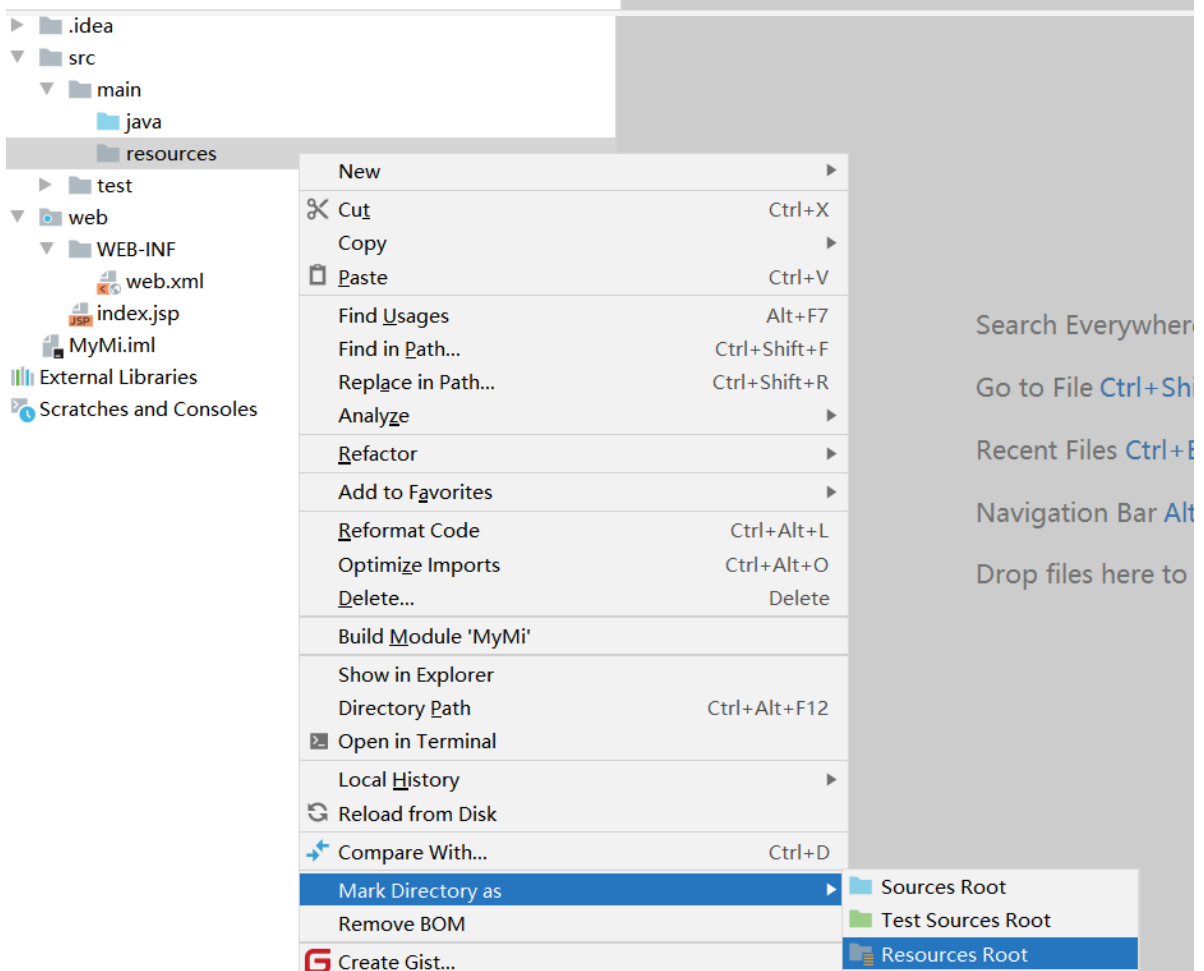 .idea
src
main
java
resources
test
web
WEB-INF
web.xml
index.jsp
MyMi.iml
External Libraries
Scratches and Consoles
New
Cut Ctrl+X
Copy
Paste Ctrl+V
Find Usages Alt+F7
Find in Path... Ctrl+Shift+F
Replace in Path... Ctrl+Shift+R
Analyze
Refactor
Add to Favorites
Reformat Code Ctrl+Alt+L
Optimize Imports Ctrl+Alt+O
Delete... Delete
Build Module 'MyMi'
Show in Explorer
Directory Path Ctrl+Alt+F12
Open in Terminal
Local History
Reload from Disk
Compare With... Ctrl+D
Mark Directory as
Remove BOM
Create Gist...
Sources Root
Test Sources Root
Resources Root
Search Everywher
Go to File Ctrl+Shi
Recent Files Ctrl+E
Navigation Bar Alt
Drop files here to